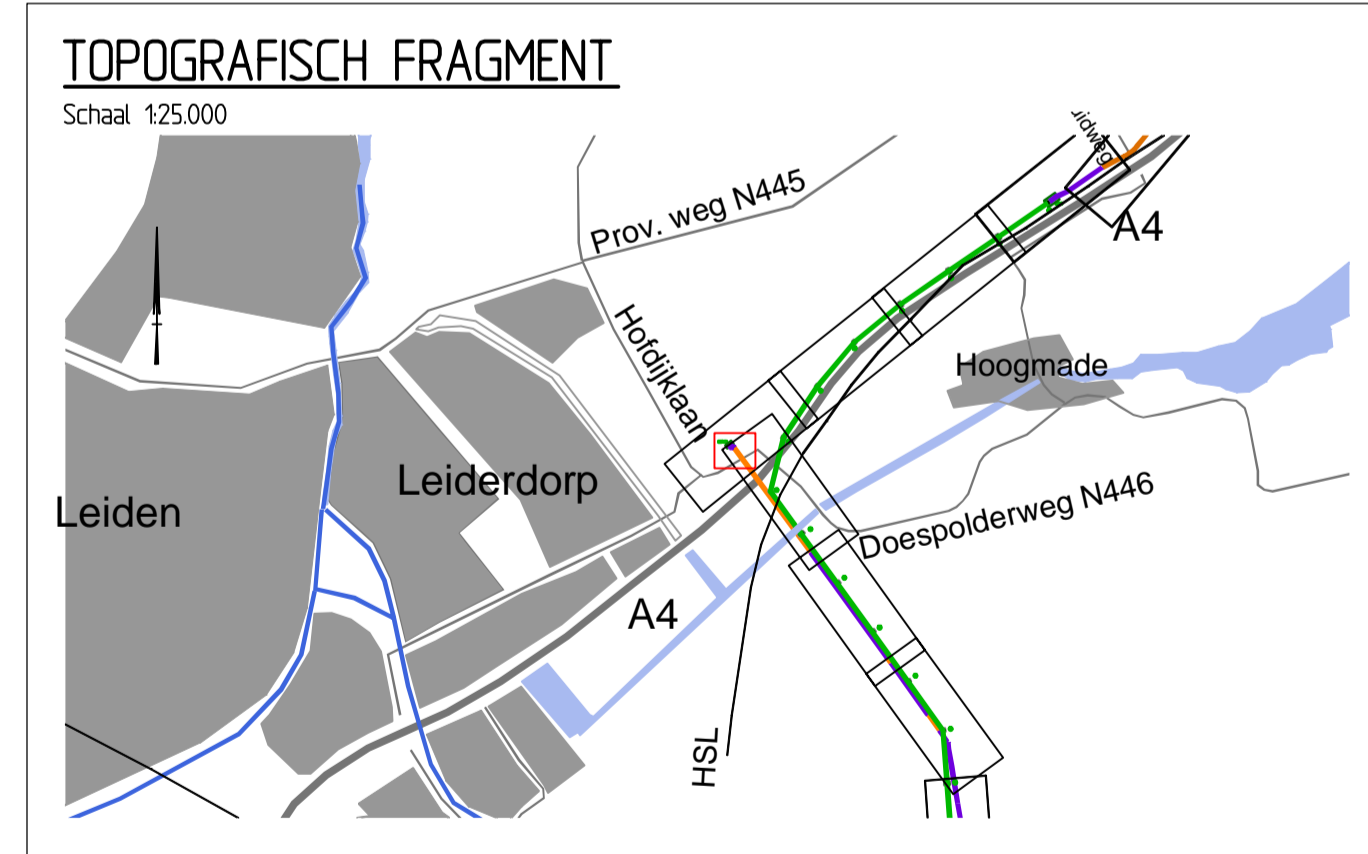 TOPOGRAFISCH FRAGMENT
Schaal 1:25.000
Prov. weg N445
A4
Hofdijklaan
Hoogmade
Leiderdorp
Leiden
Doespolderweg N446
A4
HSL